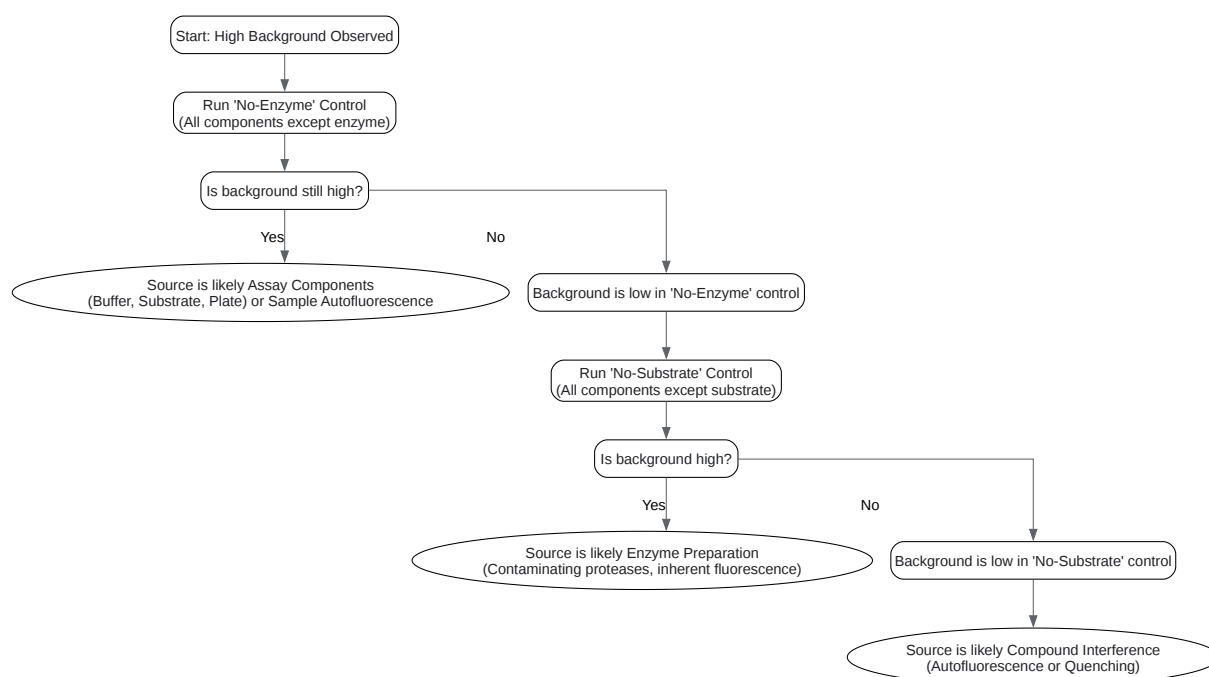 Start: High Background Observed
Run 'No-Enzyme' Control
(All components except enzyme)
Is background still high?
Yes
No
Source is likely Assay Components
(Buffer, Substrate, Plate) or Sample Autofluorescence
Background is low in 'No-Enzyme' control
Run 'No-Substrate' Control
(All components except substrate)
Is background high?
Yes
No
Source is likely Enzyme Preparation
(Contaminating proteases, inherent fluorescence)
Background is low in 'No-Substrate' control
Source is likely Compound Interference
(Autofluorescence or Quenching)